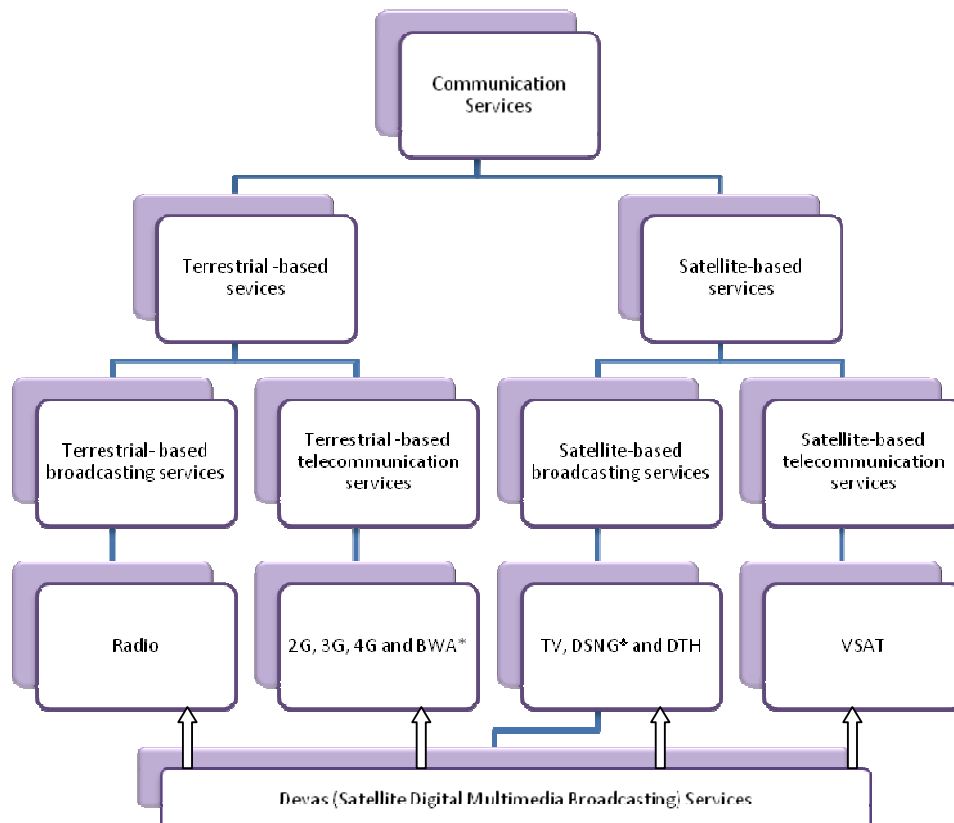 Communication
Services
Terrestrial -based
sevices
Satellite-based
services
Terrestrial- based
broadcasting services
Terrestrial -based
telecommunication
services
Satellite-based
broadcasting services
Satellite-based
telecommunication
services
Radio
2G, 3G, 4G and BWA*
TV, DSNG* and DTH
VSAT
Devas (Satellite Digital Multimedia Broadcasting) Services